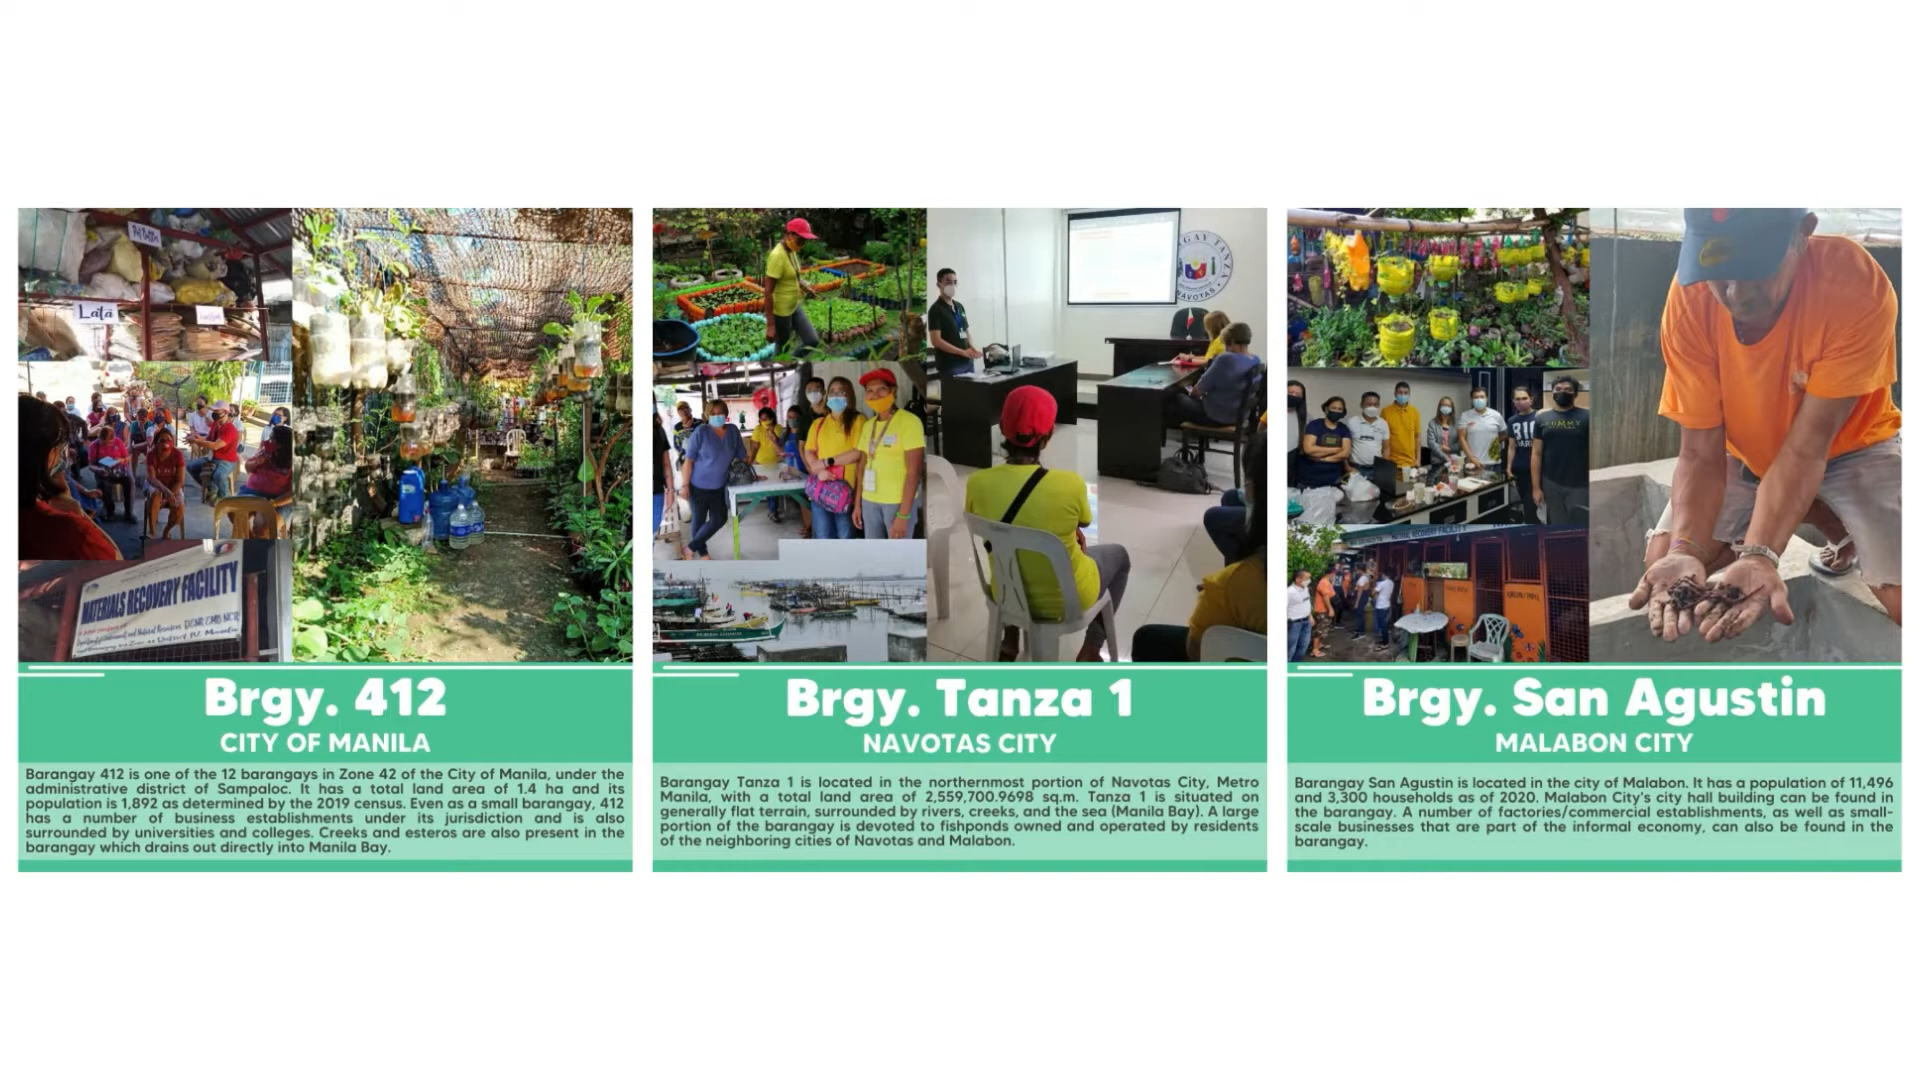 Lata
MATERIALS RECOVERY FACILITY
BARANGAY TANZA
NAVOTAS
Brgy. 412
CITY OF MANILA
Barangay 412 is one of the 12 barangays in Zone 42 of the City of Manila, under the
administrative district of Sampaloc. It has a total land area of 1.4 ha and its
population is 1,892 as determined by the 2019 census. Even as a small barangay, 412
has a number of business establishments under its jurisdiction and is also
surrounded by universities and colleges. Creeks and esteros are also present in the
barangay which drains out directly into Manila Bay.
Brgy. Tanza 1
NAVOTAS CITY
Barangay Tanza 1 is located in the northernmost portion of Navotas City, Metro
Manila, with a total land area of 2,559,700.9698 sq.m. Tanza 1 is situated on
generally flat terrain, surrounded by rivers, creeks, and the sea (Manila Bay). A large
portion of the barangay is devoted to fishponds owned and operated by residents
of the neighboring cities of Navotas and Malabon.
Brgy. San Agustin
MALABON CITY
Barangay San Agustin is located in the city of Malabon. It has a population of 11,496
and 3,300 households as of 2020. Malabon City's city hall building can be found in
the barangay. A number of factories/commercial establishments, as well as small-
scale businesses that are part of the informal economy, can also be found in the
barangay.